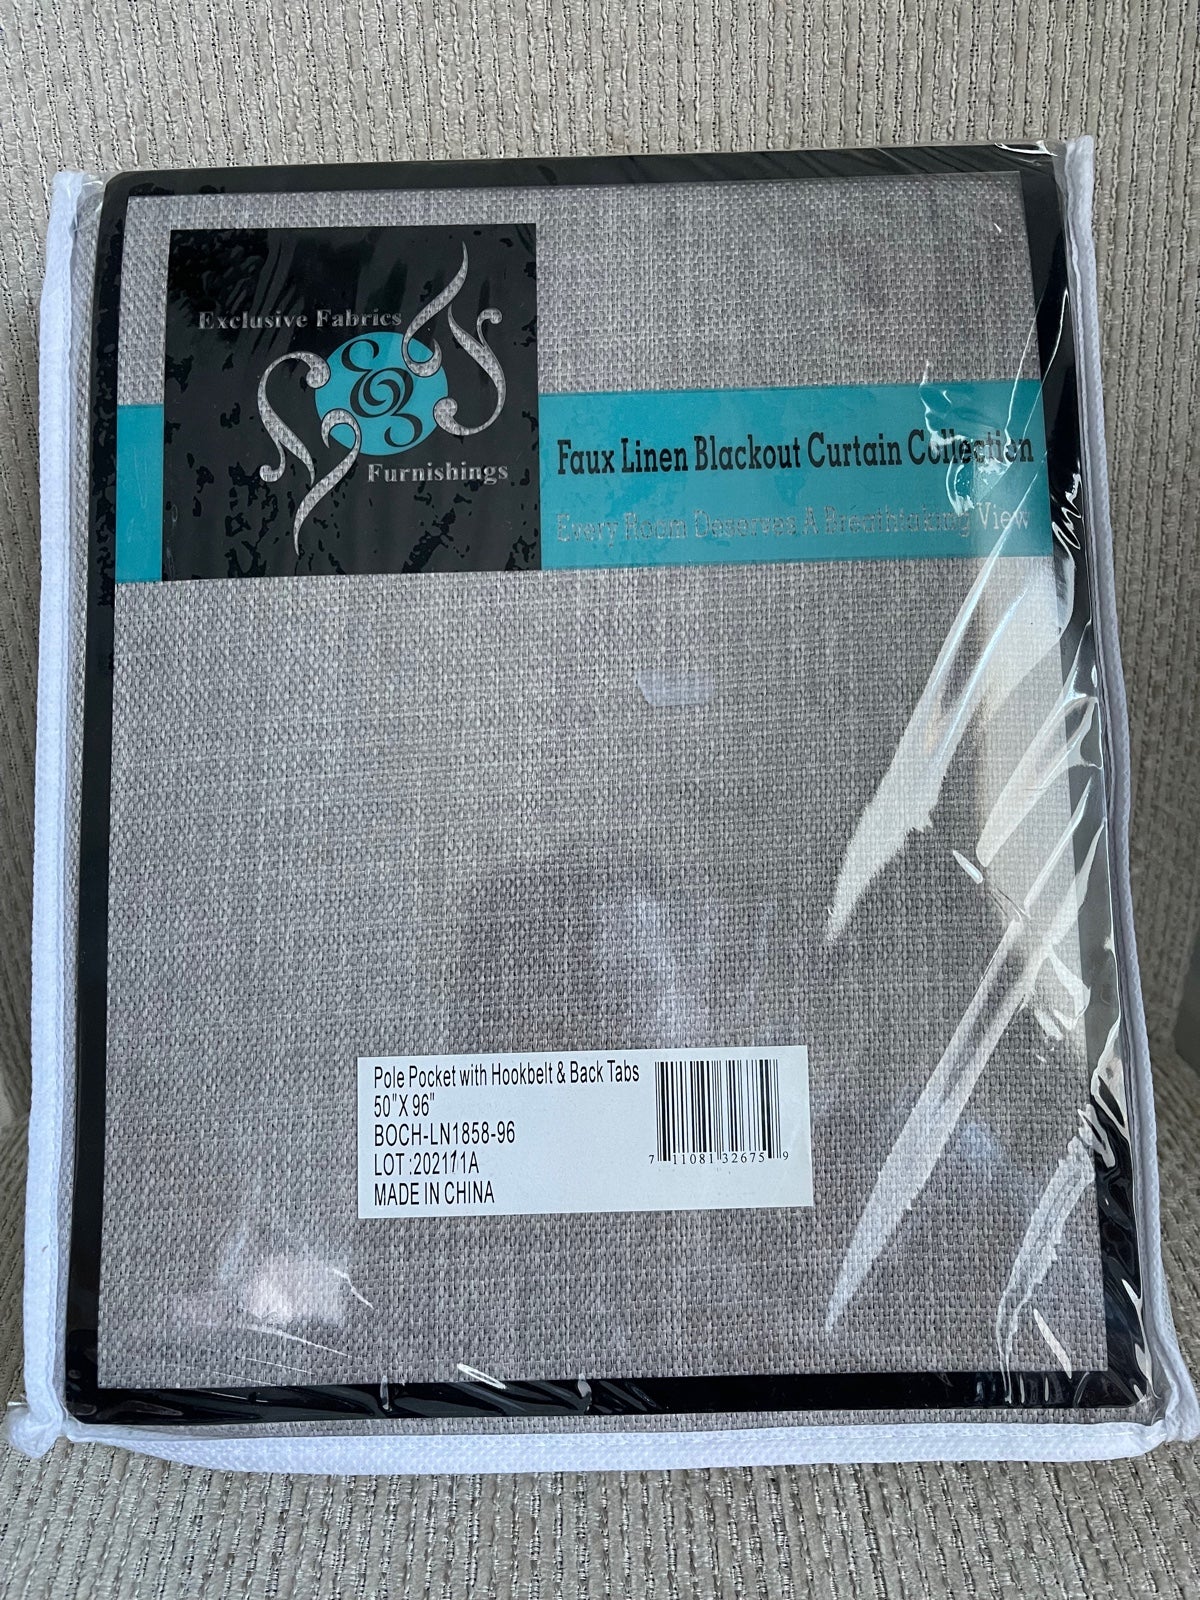 Exclusive Fabrics
&
Furnishings
Faux Linen Blackout Curtain Collection
Every Room Deserves A Breathtaking View
Pole Pocket with Hookbelt & Back Tabs
50"X 96"
BOCH-LN1858-96
LOT :202111A
MADE IN CHINA
7 11081 32675 9